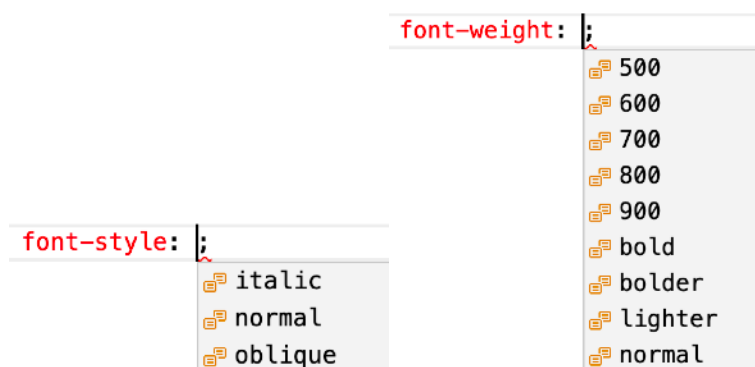 font-style: ;
italic
normal
oblique
font-weight: ;
500
600
700
800
900
bold
bolder
lighter
normal